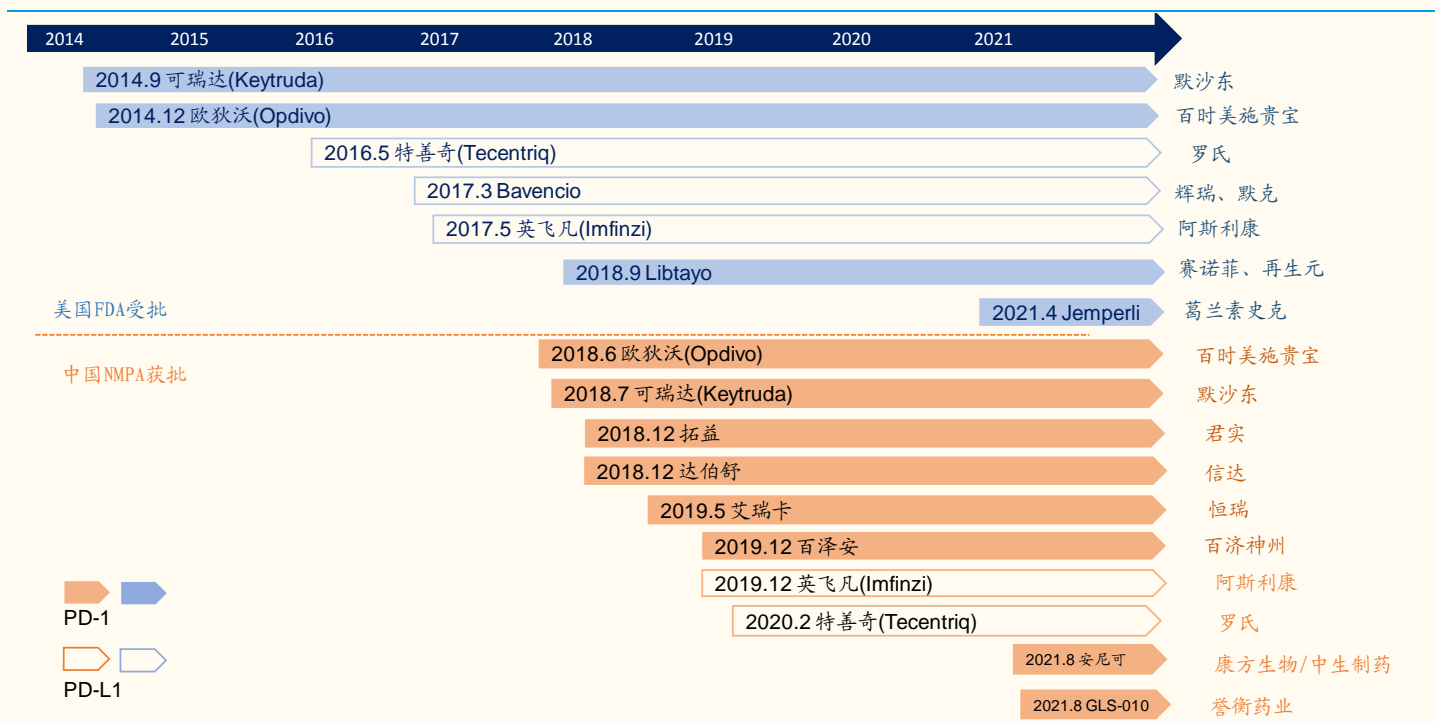 2014 2015 2016 2017 2018 2019 2020 2021
2014.9 可瑞达(Keytruda) 默沙东
2014.12 欧狄沃(Opdivo) 百时美施贵宝
2016.5 特善奇(Tecentriq) 罗氏
2017.3 Bavencio 辉瑞、默克
2017.5 英飞凡(Imfinzi) 阿斯利康
2018.9 Libtayo 赛诺菲、再生元
美国FDA受批
2021.4 Jemperli 葛兰素史克
2018.6 欧狄沃(Opdivo) 百时美施贵宝
中国NMPA获批
2018.7 可瑞达(Keytruda) 默沙东
2018.12 拓益 君实
2018.12 达伯舒 信达
2019.5 艾瑞卡 恒瑞
2019.12 百泽安 百济神州
2019.12 英飞凡(Imfinzi) 阿斯利康
PD-1
2020.2 特善奇(Tecentriq) 罗氏
2021.8 安尼可 康方生物/中生制药
PD-L1
2021.8 GLS-010 誉衡药业